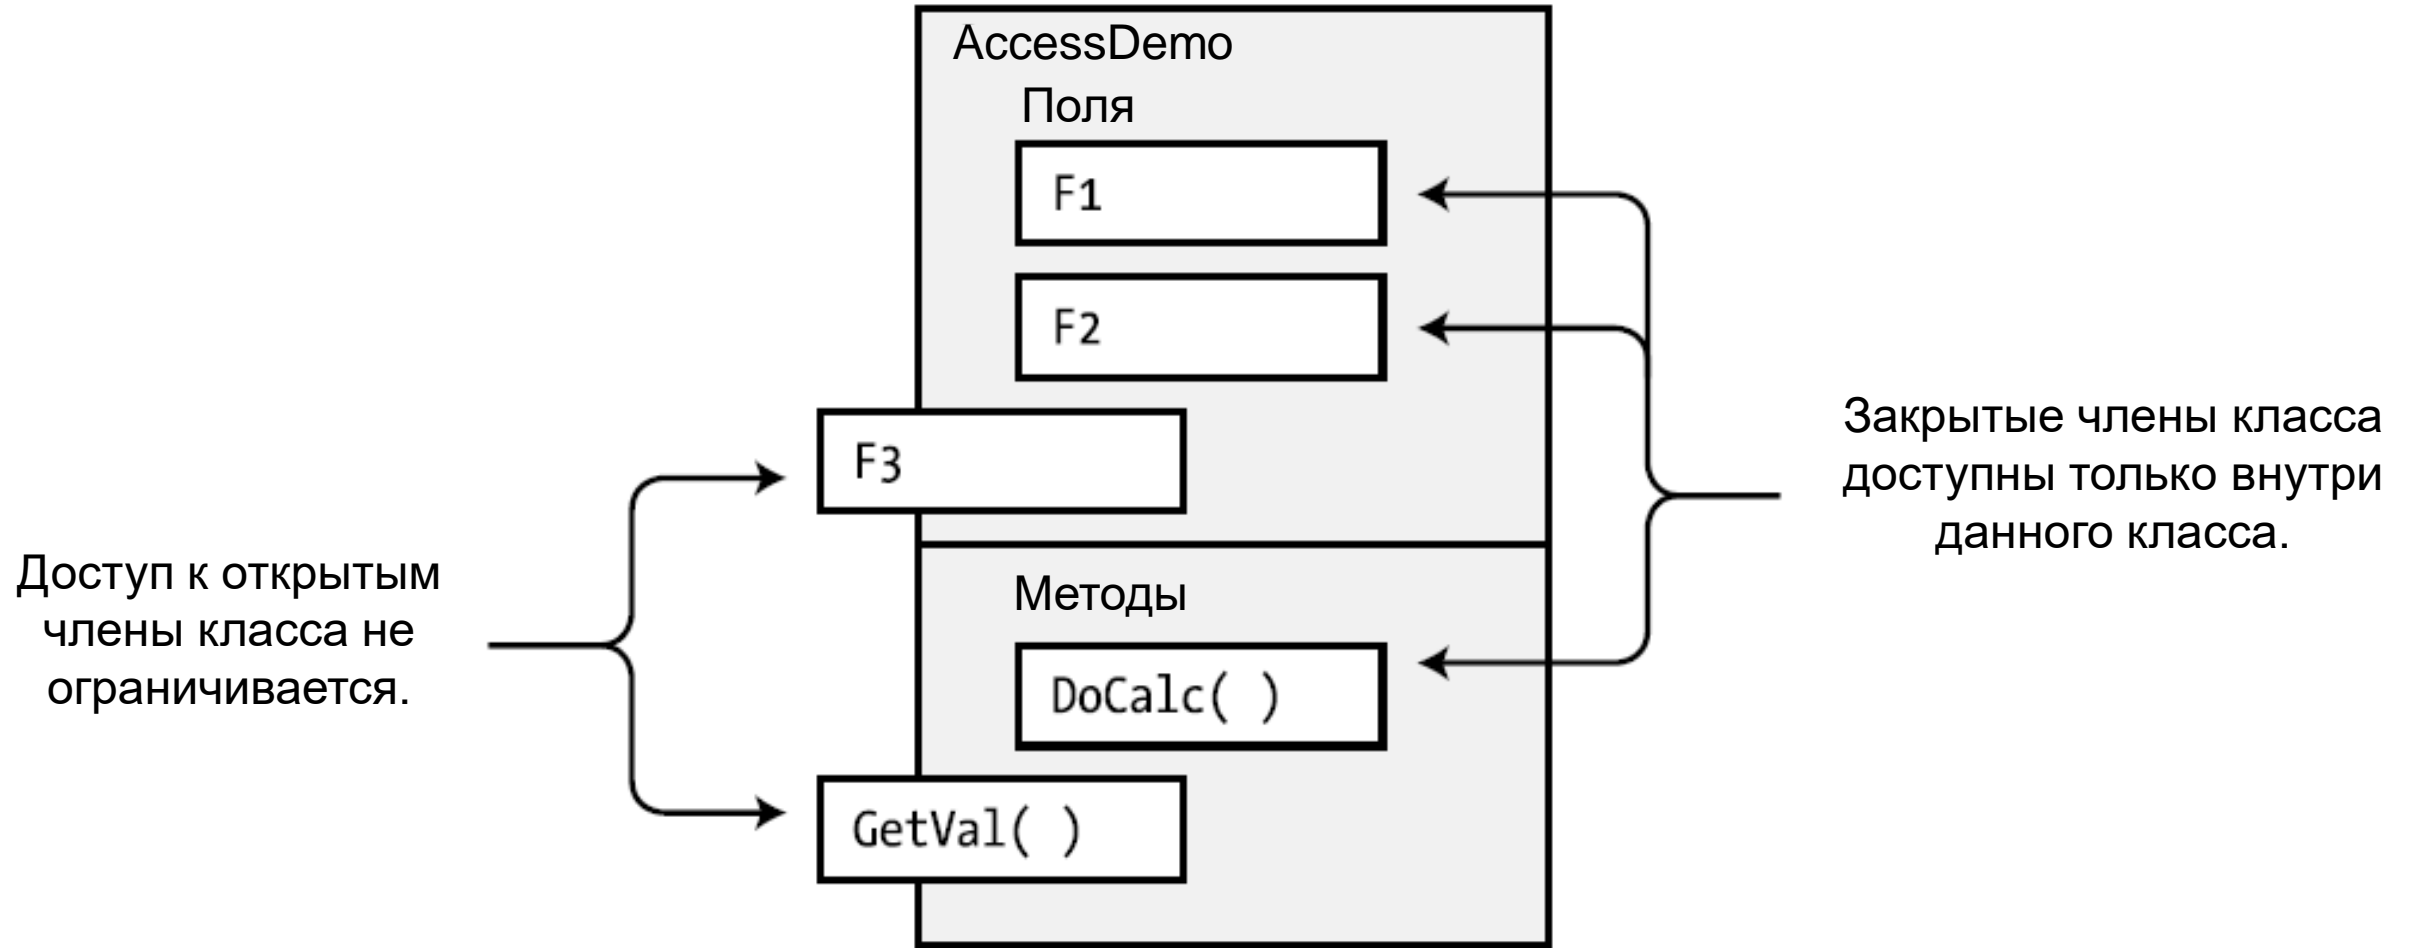 AccessDemo
Поля
F1
F2
F3
Методы
DoCalc( )
GetVal( )
Доступ к открытым
члены класса не
ограничивается.
Закрытые члены класса
доступны только внутри
данного класса.